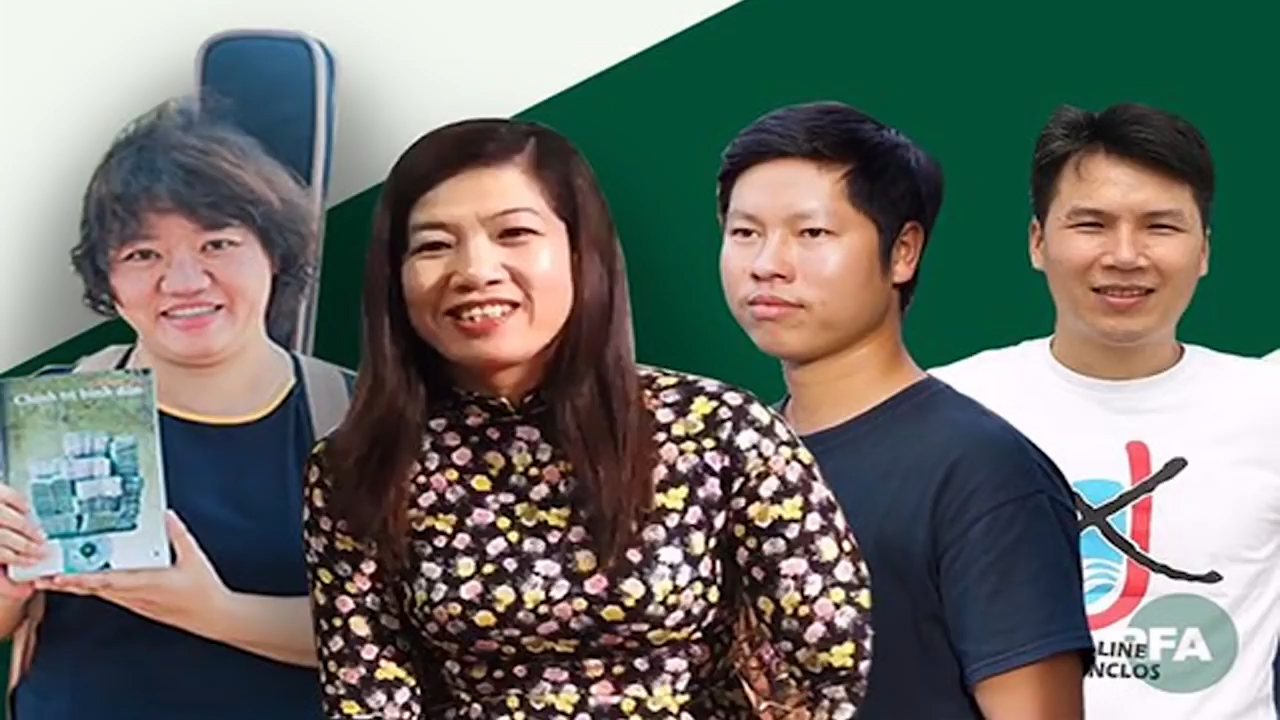 Chính trị bình dân
LINE
RFA
NCLOS